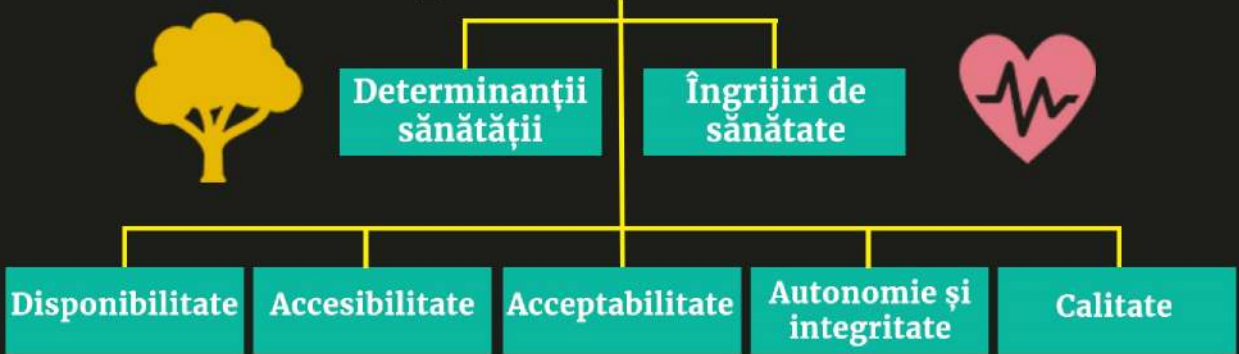 Determinanții
sănătății
Îngrijiri de
sănătate
Disponibilitate
Accesibilitate
Acceptabilitate
Autonomie și
integritate
Calitate